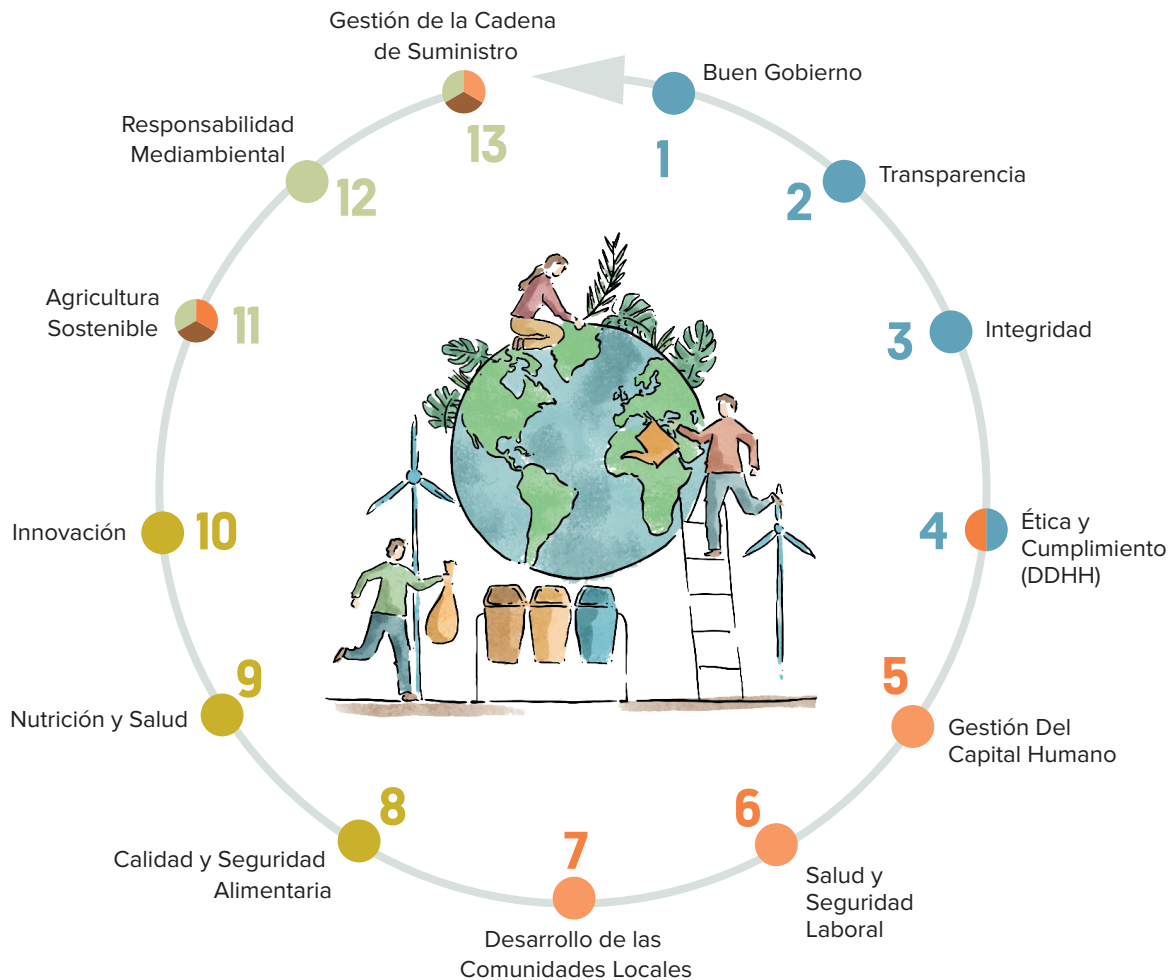 Buen Gobierno
1
Transparencia
2
Integridad
3
Ética y
Cumplimiento
(DDHH)
4
Gestión Del
Capital Humano
5
Salud y
Seguridad
Laboral
6
Desarrollo de las
Comunidades Locales
7
Calidad y Seguridad
Alimentaria
8
Nutrición y Salud
9
Innovación
10
Agricultura
Sostenible
11
Responsabilidad
Mediambiental
12
Gestión de la Cadena
de Suministro
13